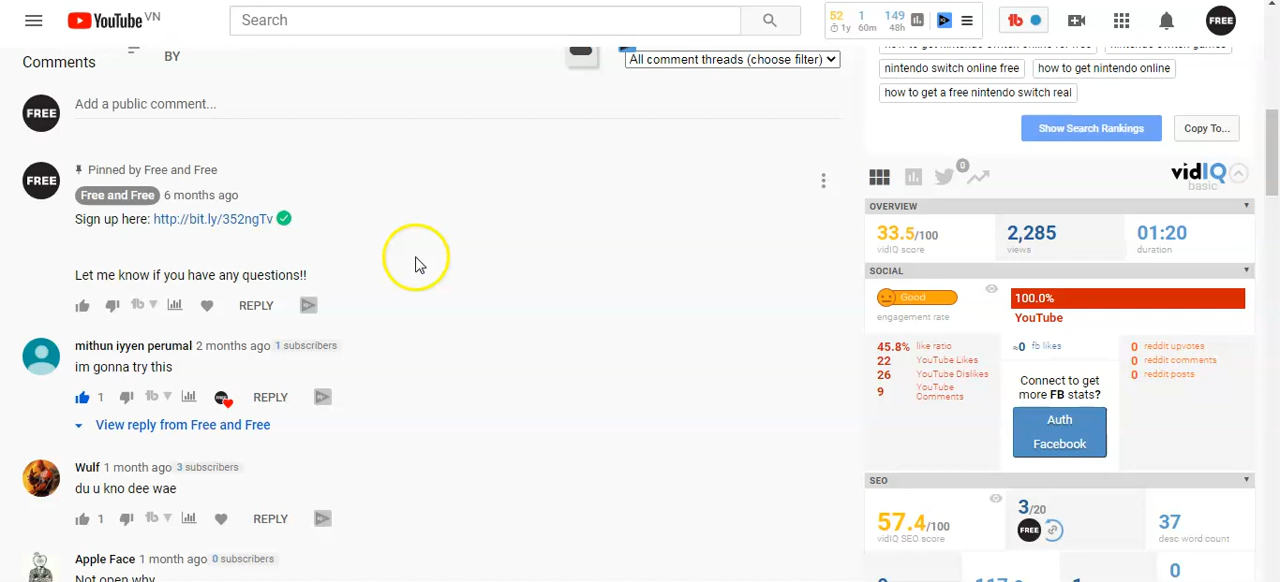 YouTube VN
Search
52
1y
1
60m
149
48h
FREE
Comments
BY
All comment threads (choose filter)
FREE
Add a public comment...
FREE
Pinned by Free and Free
Free and Free 6 months ago
Sign up here: http://bit.ly/352ngTv
Let me know if you have any questions!!
REPLY
mithun iyyen perumal 2 months ago 1 subscribers
im gonna try this
1 REPLY
View reply from Free and Free
Wulf 1 month ago 3 subscribers
du u kno dee wae
1 REPLY
Apple Face 1 month ago 0 subscribers
Not open why
nintendo switch online free how to get nintendo online
how to get a free nintendo switch real
Show Search Rankings Copy To...
0
vidIQ
basic
OVERVIEW
33.5/100
vidIQ score
2,285
views
01:20
duration
SOCIAL
Good
engagement rate
100.0%
YouTube
45.8% like ratio
22 YouTube Likes
26 YouTube Dislikes
9 YouTube Comments
≈0 fb likes
Connect to get
more FB stats?
Auth
Facebook
0 reddit upvotes
0 reddit comments
0 reddit posts
SEO
57.4/100
vidIQ SEO score
3/20
FREE
37
desc word count
0